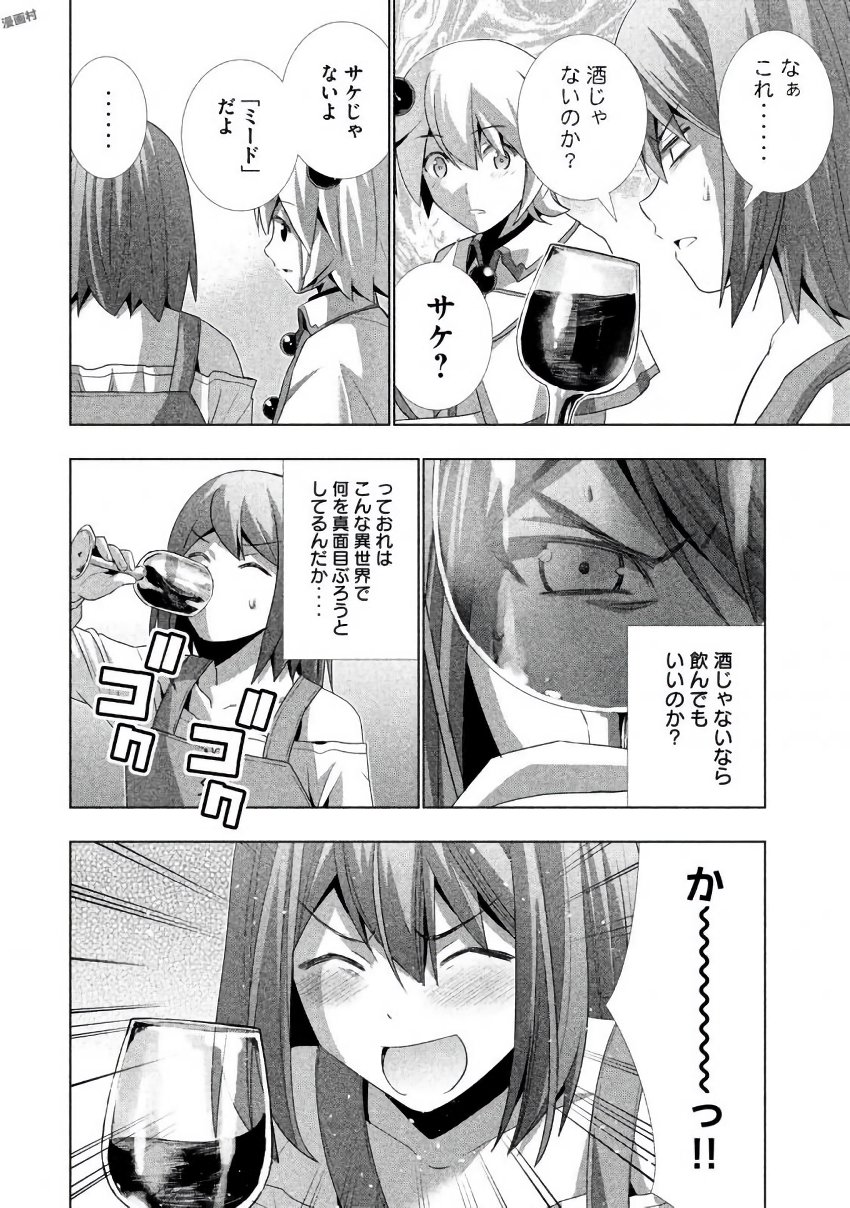 漫画村
なぁ
これ・・・・・・
酒じゃ
ないのか?
サケ?
サケじゃ
ないよ
「ミード」
だよ
・・・・・・
酒じゃないなら
飲んでも
いいのか?
っておれは
こんな異世界で
何を真面目ぶろうと
してるんだか・・・・
ゴク
ゴク
か〜〜〜〜〜〜〜っ!!